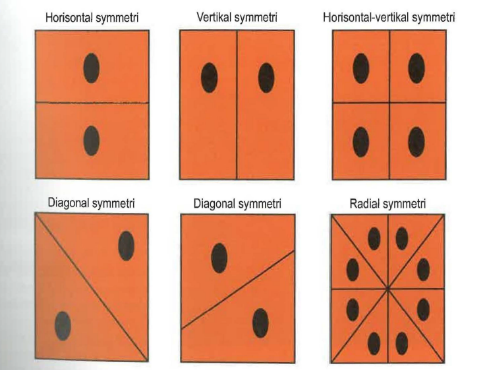 Horisontal symmetri
Vertikal symmetri
Horisontal-vertikal symmetri
Diagonal symmetri
Diagonal symmetri
Radial symmetri